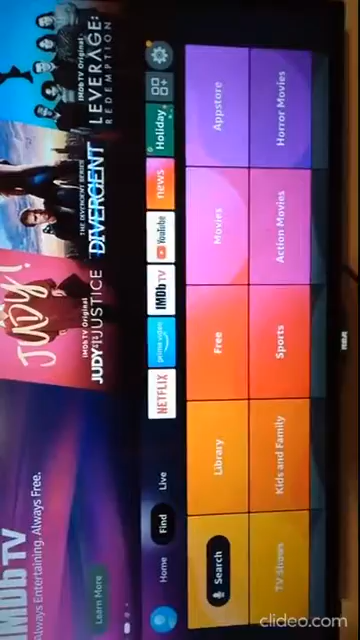 IMDb TV
Always Entertaining. Always Free.
Learn More
IMDb TV Original
JUDY!
JUDY JUSTICE
THE DIVERGENT SERIES
DIVERGENT
IMDb TV Original
LEVERAGE:
REDEMPTION
Home
Find
Live
NETFLIX
prime video
IMDb TV
YouTube
news
Holiday
Search
Library
Free
Movies
Appstore
TV Shows
Kids and Family
Sports
Action Movies
Horror Movies
clideo.com